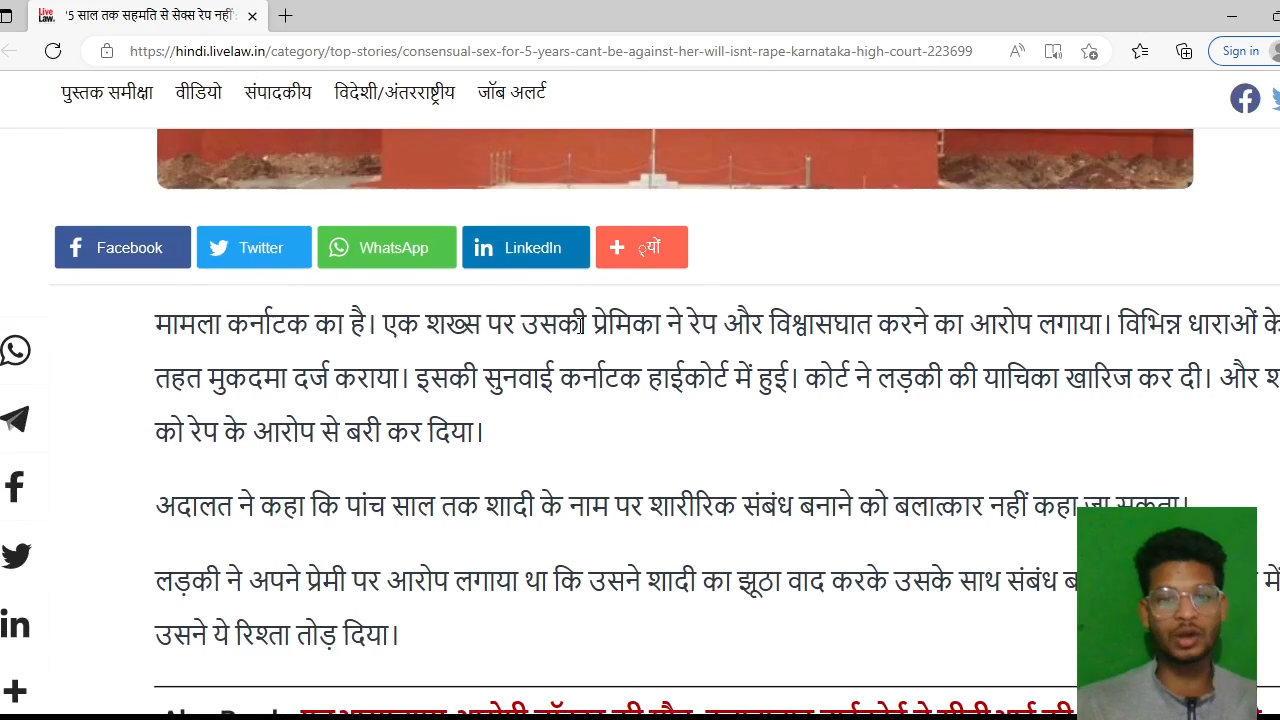 Live
Law.
'5 साल तक सहमति से सेक्स रेप नहीं
https://hindi.livelaw.in/category/top-stories/consensual-sex-for-5-years-cant-be-against-her-will-isnt-rape-karnataka-high-court-223699
Sign in
पुस्तक समीक्षा वीडियो संपादकीय विदेशी/अंतरराष्ट्रीय जॉब अलर्ट
Facebook Twitter WhatsApp LinkedIn ्यों
मामला कर्नाटक का है। एक शख्स पर उसकी प्रेमिका ने रेप और विश्वासघात करने का आरोप लगाया। विभिन्न धाराओं के
तहत मुकदमा दर्ज कराया। इसकी सुनवाई कर्नाटक हाईकोर्ट में हुई। कोर्ट ने लड़की की याचिका खारिज कर दी। और
को रेप के आरोप से बरी कर दिया।
अदालत ने कहा कि पांच साल तक शादी के नाम पर शारीरिक संबंध बनाने को बलात्कार नहीं कहा जा सकता।
लड़की ने अपने प्रेमी पर आरोप लगाया था कि उसने शादी का झूठा वाद करके उसके साथ संबंध में
उसने ये रिश्ता तोड़ दिया।